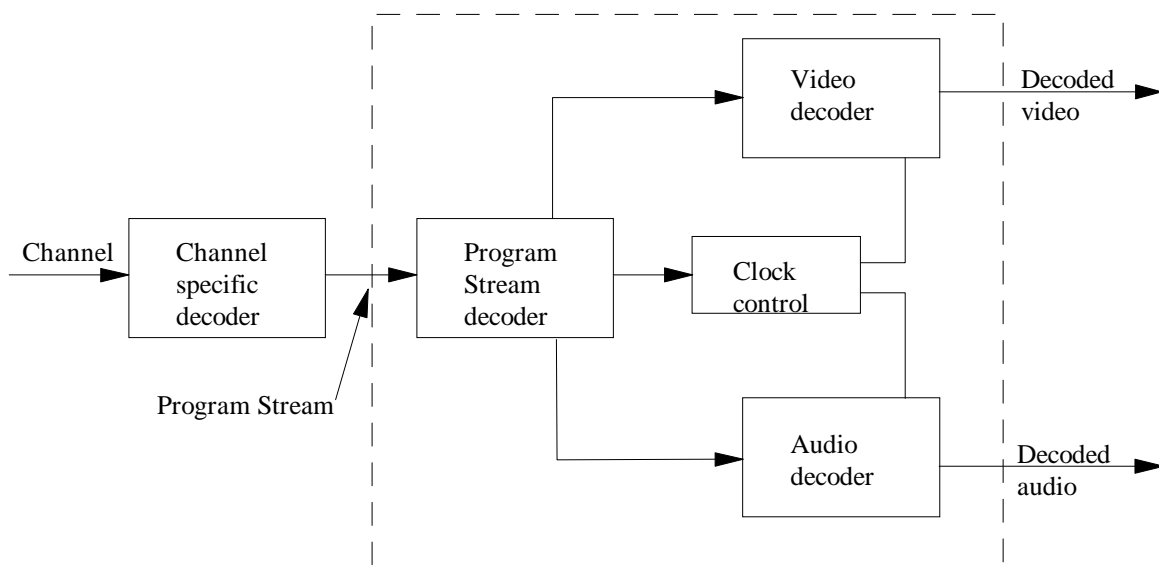 Channel
Channel
specific
decoder
Program Stream
Program
Stream
decoder
Video
decoder
Decoded
video
Clock
control
Audio
decoder
Decoded
audio